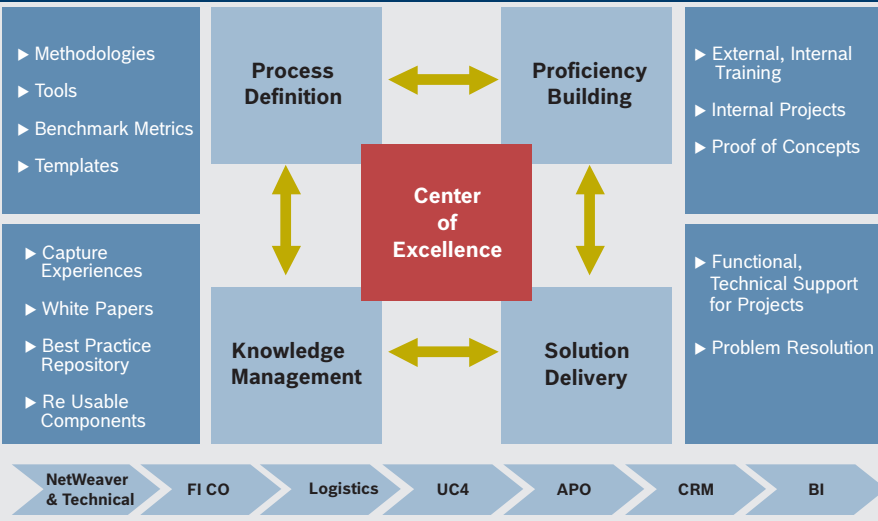 ▶ Methodologies
▶ Tools
▶ Benchmark Metrics
▶ Templates
Process
Definition
Proficiency
Building
▶ External, Internal
Training
▶ Internal Projects
▶ Proof of Concepts
Center
of
Excellence
▶ Capture
Experiences
▶ White Papers
▶ Best Practice
Repository
▶ Re Usable
Components
Knowledge
Management
Solution
Delivery
▶ Functional,
Technical Support
for Projects
▶ Problem Resolution
NetWeaver
& Technical
FI CO
Logistics
UC4
APO
CRM
BI